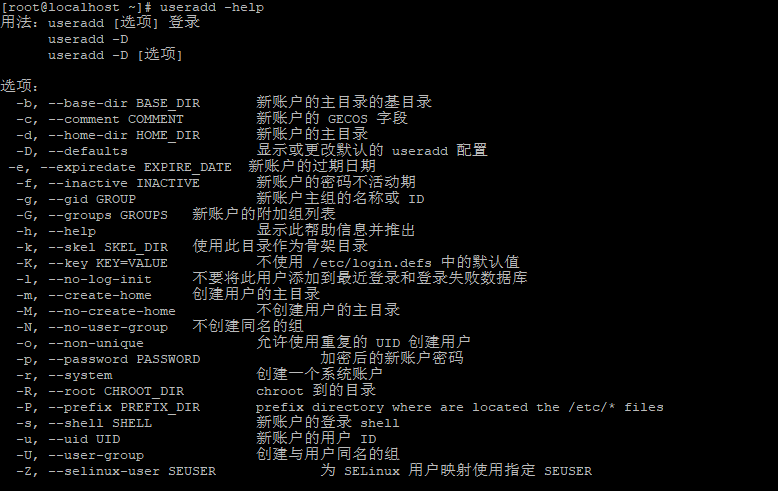 [root@localhost ~]# useradd -help
用法：useradd [选项] 登录
      useradd -D
      useradd -D [选项]

选项：
  -b, --base-dir BASE_DIR       新账户的主目录的基目录
  -c, --comment COMMENT         新账户的 GECOS 字段
  -d, --home-dir HOME_DIR       新账户的主目录
  -D, --defaults                显示或更改默认的 useradd 配置
 -e, --expiredate EXPIRE_DATE  新账户的过期日期
  -f, --inactive INACTIVE       新账户的密码不活动期
  -g, --gid GROUP               新账户主组的名称或 ID
  -G, --groups GROUPS   新账户的附加组列表
  -h, --help                    显示此帮助信息并推出
  -k, --skel SKEL_DIR   使用此目录作为骨架目录
  -K, --key KEY=VALUE           不使用 /etc/login.defs 中的默认值
  -l, --no-log-init     不要将此用户添加到最近登录和登录失败数据库
  -m, --create-home     创建用户的主目录
  -M, --no-create-home          不创建用户的主目录
  -N, --no-user-group   不创建同名的组
  -o, --non-unique              允许使用重复的 UID 创建用户
  -p, --password PASSWORD               加密后的新账户密码
  -r, --system                  创建一个系统账户
  -R, --root CHROOT_DIR         chroot 到的目录
  -P, --prefix PREFIX_DIR       prefix directory where are located the /etc/* files
  -s, --shell SHELL             新账户的登录 shell
  -u, --uid UID                 新账户的用户 ID
  -U, --user-group              创建与用户同名的组
  -Z, --selinux-user SEUSER             为 SELinux 用户映射使用指定 SEUSER